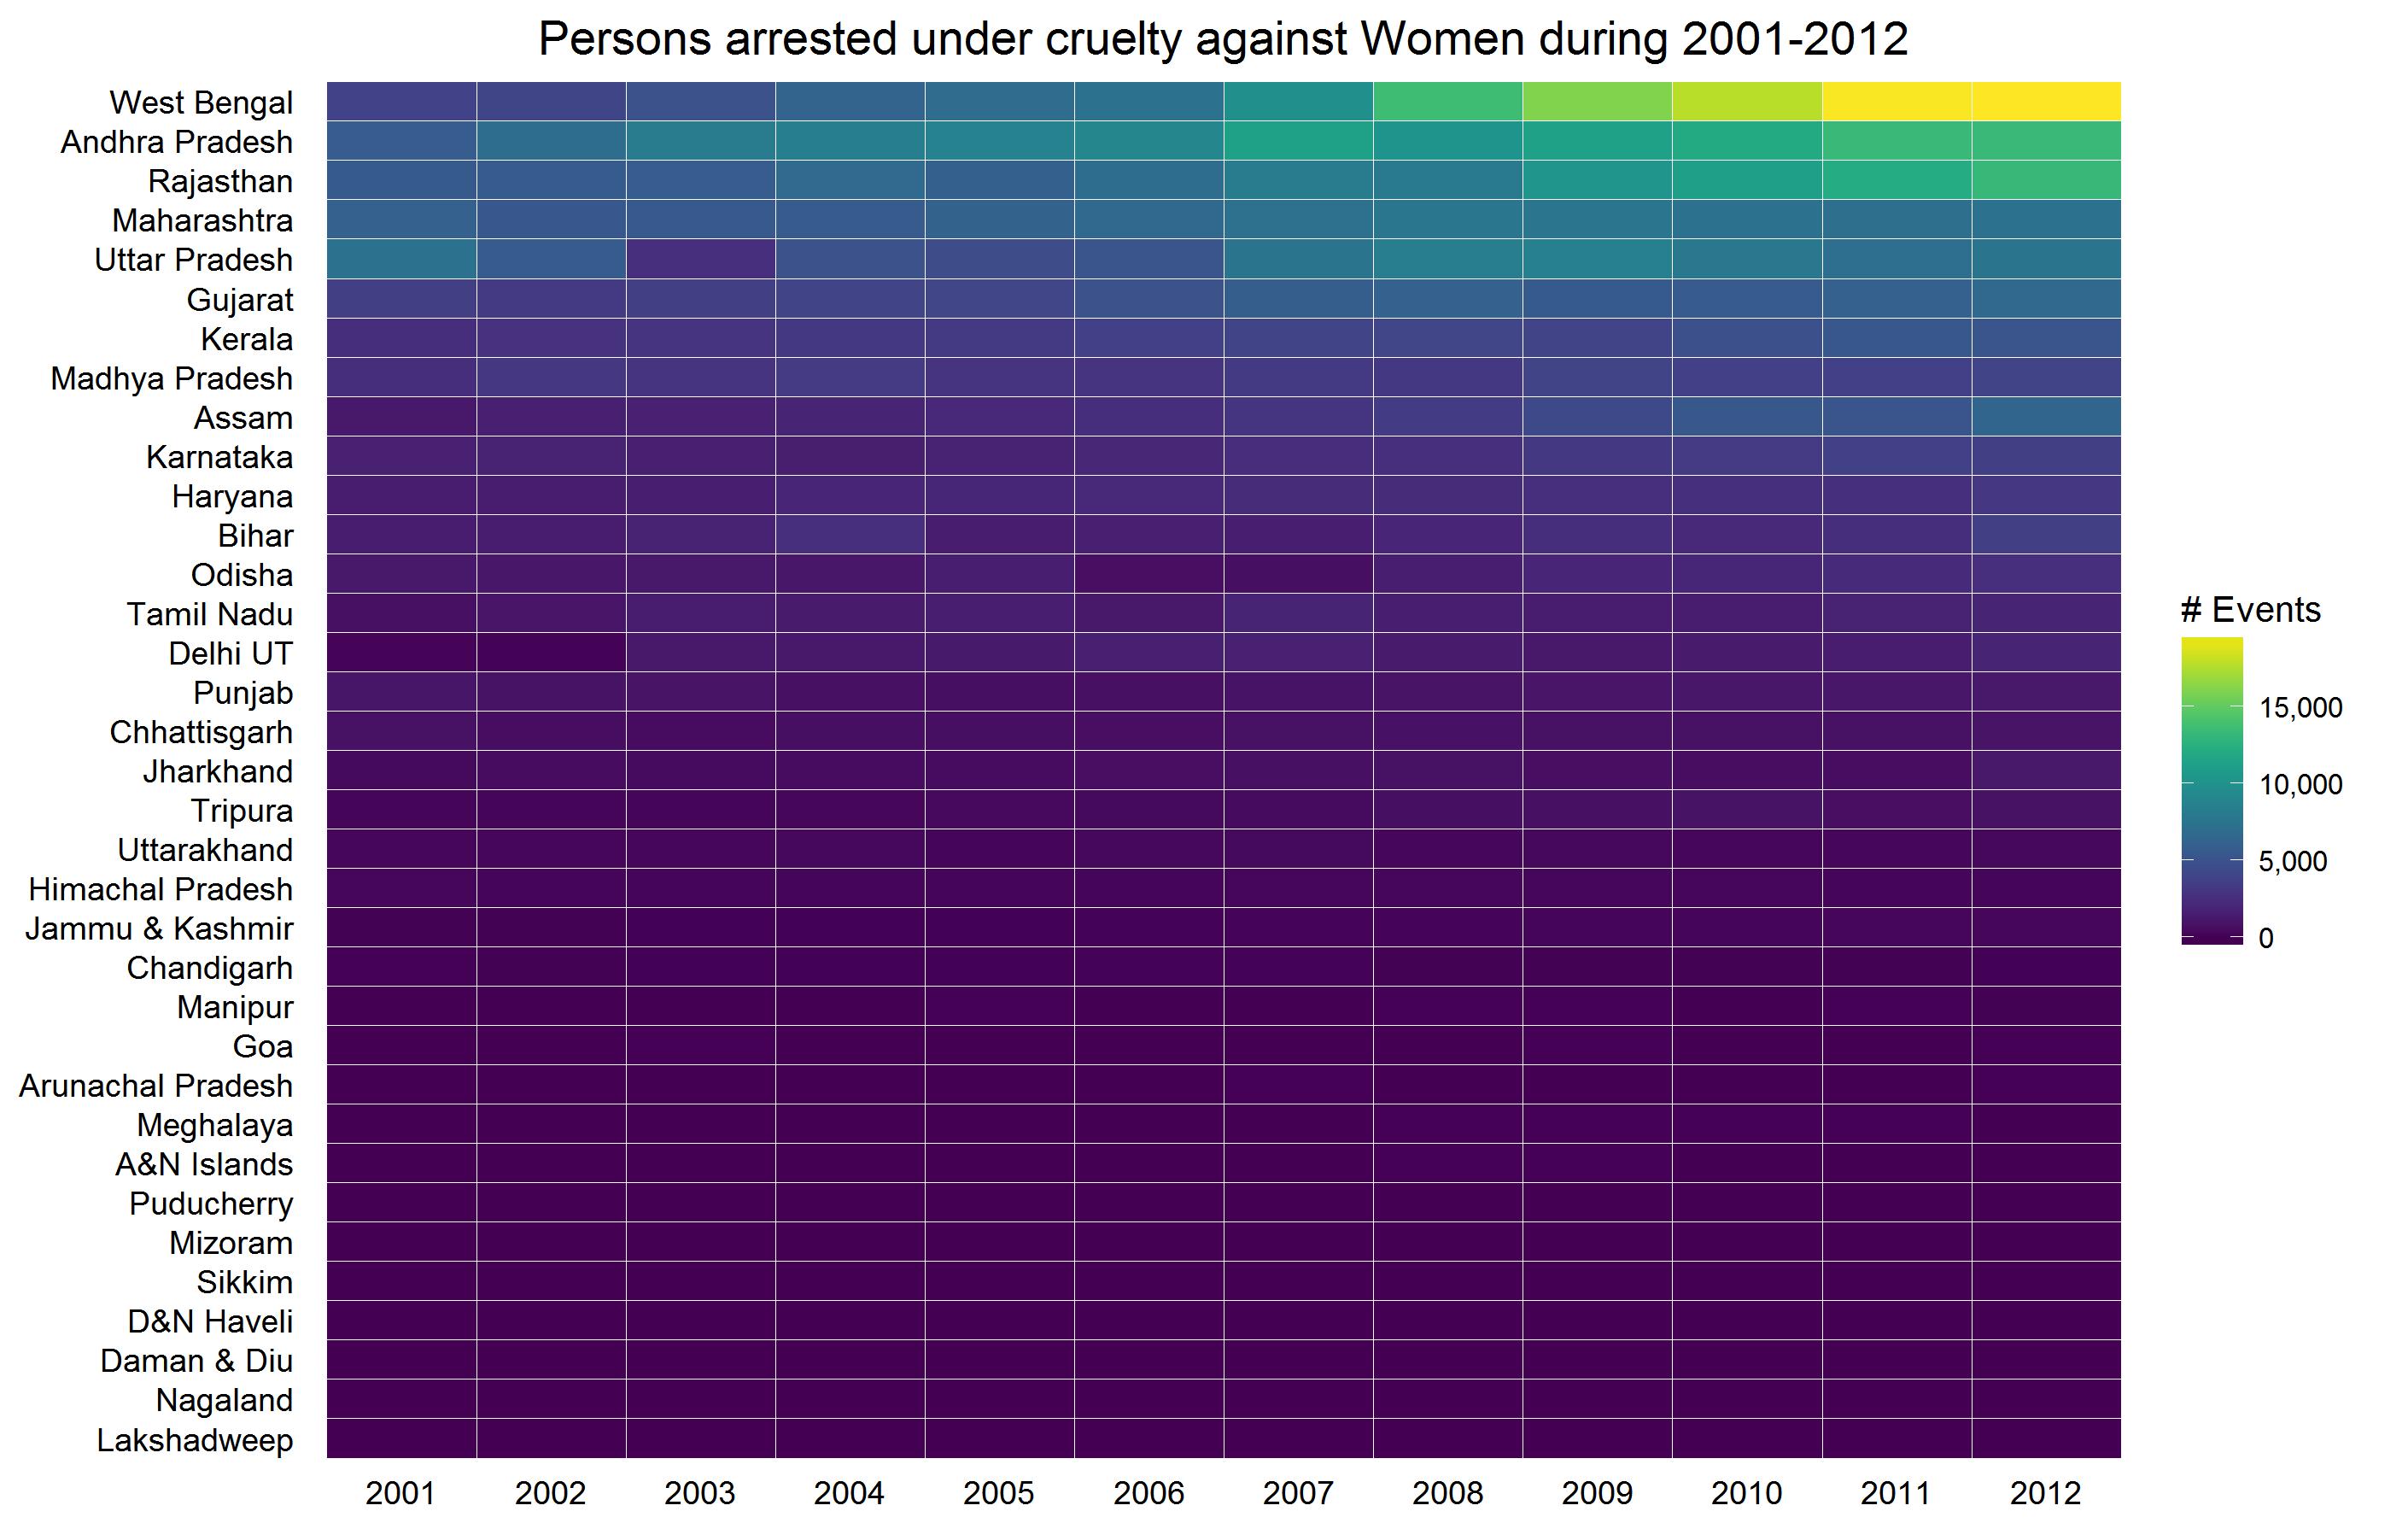 Persons arrested under cruelty against Women during 2001-2012
West Bengal
Andhra Pradesh
Rajasthan
Maharashtra
Uttar Pradesh
Gujarat
Kerala
Madhya Pradesh
Assam
Karnataka
Haryana
Bihar
Odisha
Tamil Nadu
Delhi UT
Punjab
Chhattisgarh
Jharkhand
Tripura
Uttarakhand
Himachal Pradesh
Jammu & Kashmir
Chandigarh
Manipur
Goa
Arunachal Pradesh
Meghalaya
A&N Islands
Puducherry
Mizoram
Sikkim
D&N Haveli
Daman & Diu
Nagaland
Lakshadweep
2001 2002 2003 2004 2005 2006 2007 2008 2009 2010 2011 2012
# Events
15,000
10,000
5,000
0